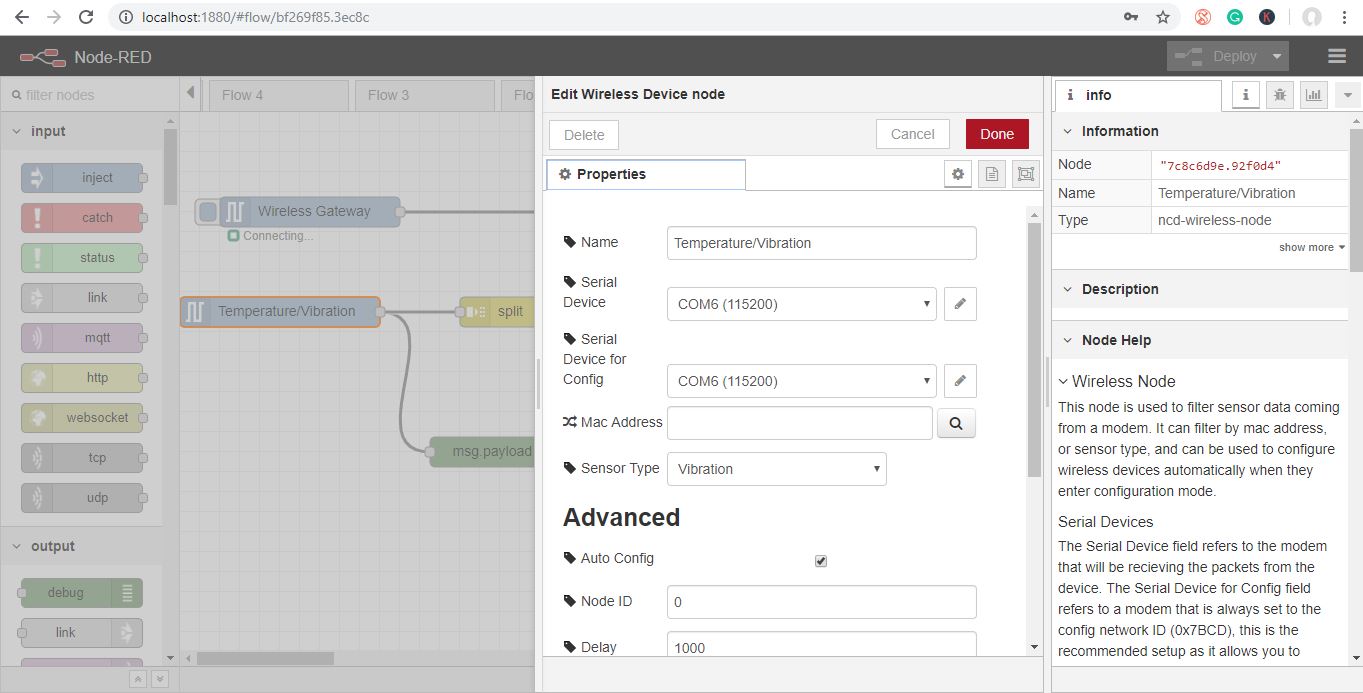 localhost:1880/#flow/bf269f85.3ec8c
K
Node-RED
Deploy
filter nodes
input
inject
catch
status
link
mqtt
http
websocket
tcp
udp
output
debug
link
Flow 4
Flow 3
Flo
Wireless Gateway
Connecting...
Temperature/Vibration
split
msg.payload
Edit Wireless Device node
Delete
Cancel
Done
Properties
Name
Temperature/Vibration
Serial
Device
COM6 (115200)
Serial
Device for
Config
COM6 (115200)
Mac Address
Sensor Type
Vibration
Advanced
Auto Config
Node ID
0
Delay
1000
i
info
i
Information
Node
"7c8c6d9e.92f0d4"
Name
Temperature/Vibration
Type
ncd-wireless-node
show more
Description
Node Help
Wireless Node
This node is used to filter sensor data coming
from a modem. It can filter by mac address,
or sensor type, and can be used to configure
wireless devices automatically when they
enter configuration mode.
Serial Devices
The Serial Device field refers to the modem
that will be recieving the packets from the
device. The Serial Device for Config field
refers to a modem that is always set to the
config network ID (0x7BCD), this is the
recommended setup as it allows you to